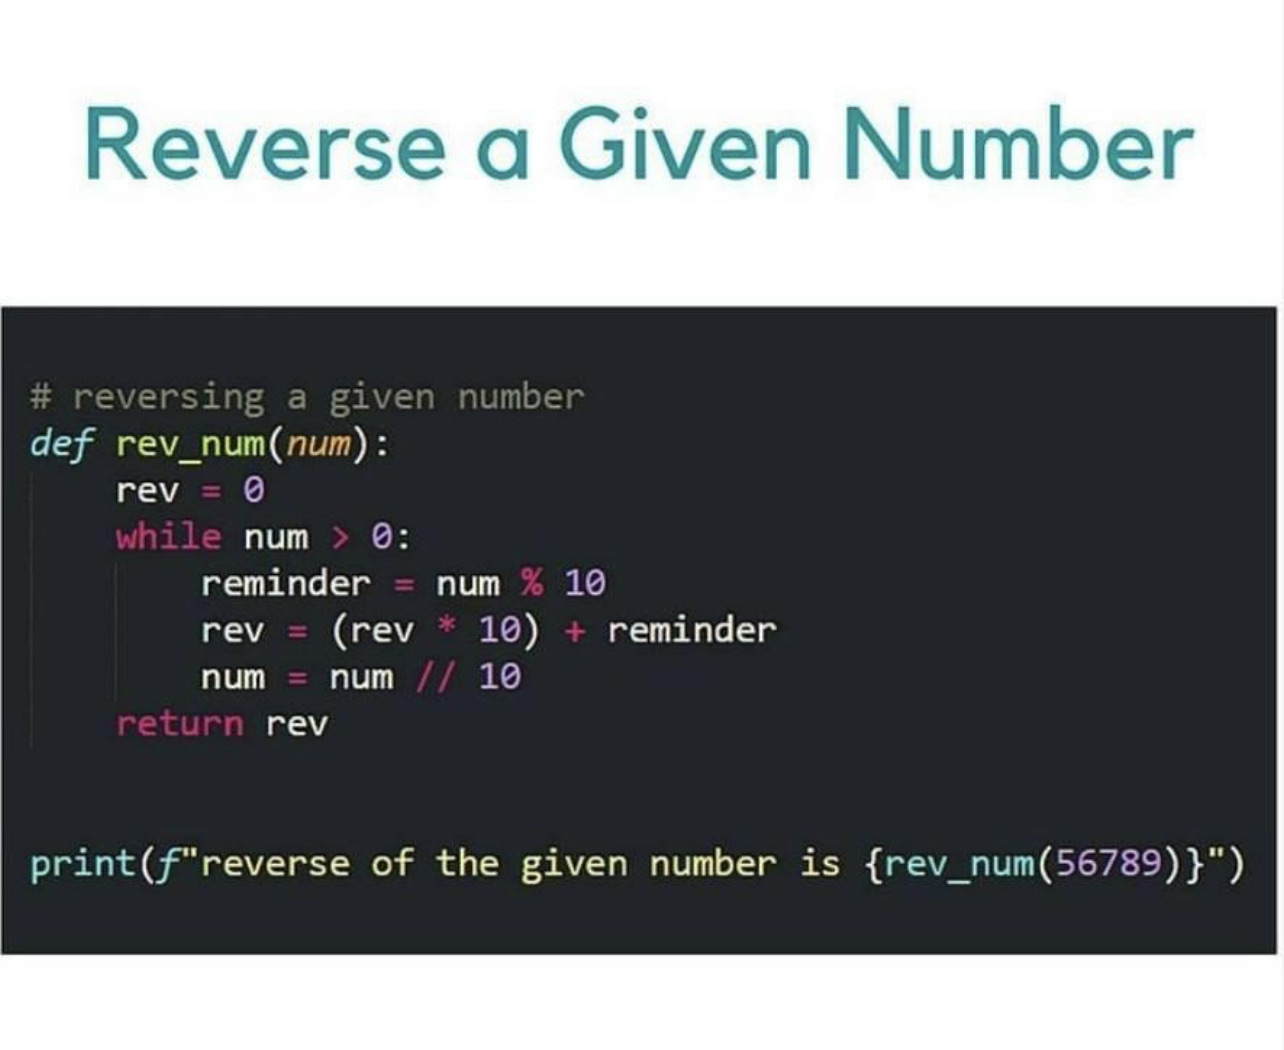 Reverse a Given Number
# reversing a given number
def rev_num(num):
    rev = 0
    while num > 0:
        reminder = num % 10
        rev = (rev * 10) + reminder
        num = num // 10
    return rev
print(f"reverse of the given number is {rev_num(56789)}")